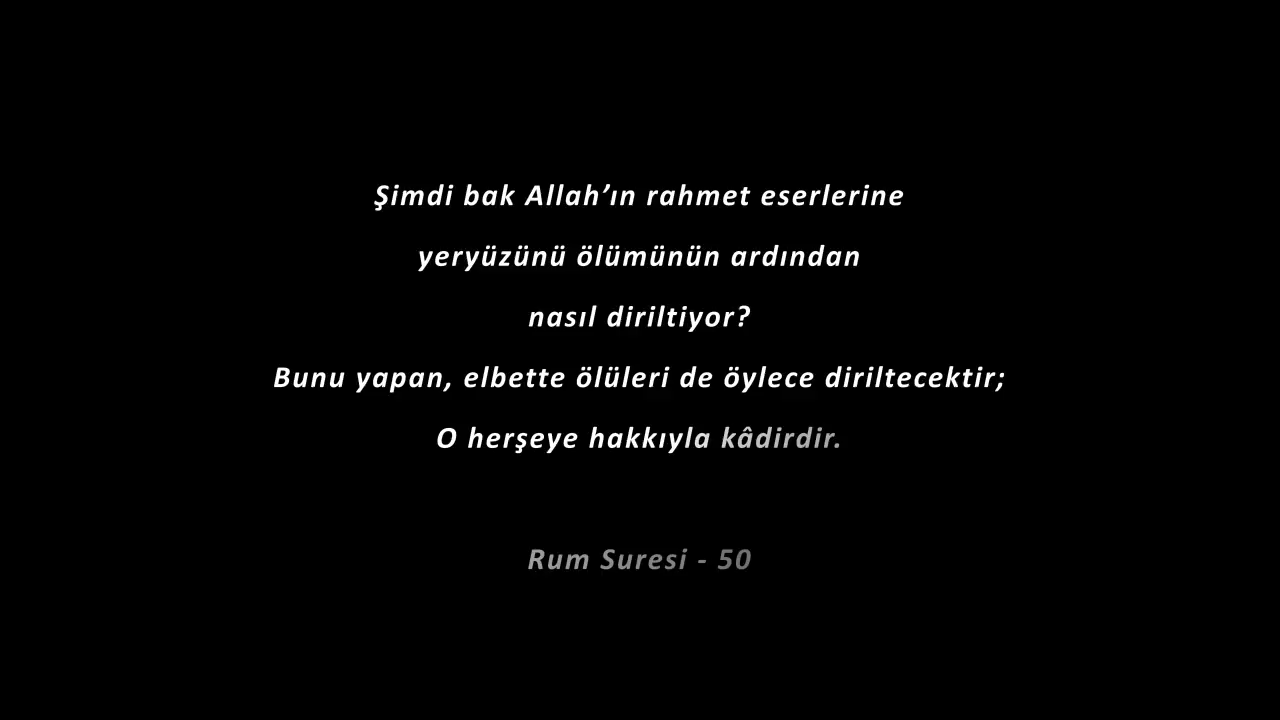 Şimdi bak Allah’ın rahmet eserlerine
yeryüzünü ölümünün ardından
nasıl diriltiyor?
Bunu yapan, elbette ölüleri de öylece diriltecektir;
O herşeye hakkıyla kâdirdir.
Rum Suresi - 50